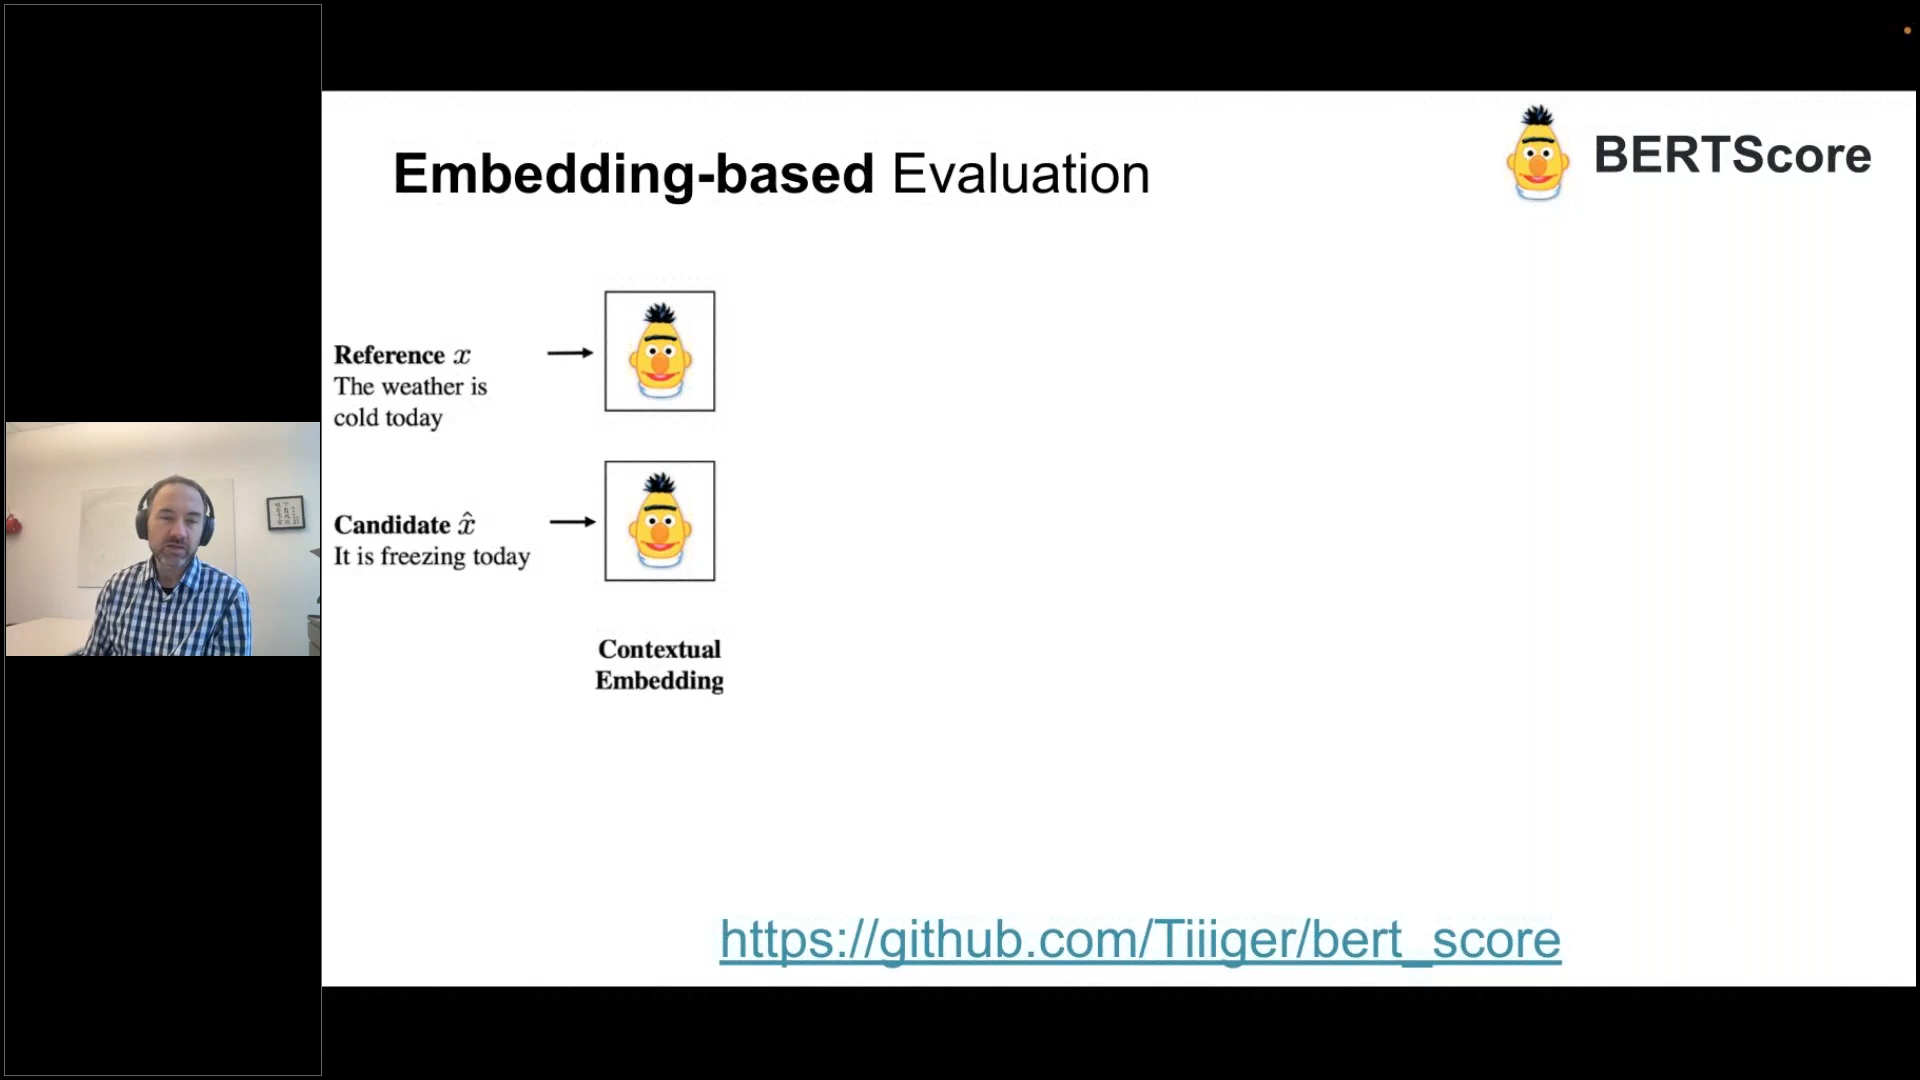 Embedding-based Evaluation
BERTScore
Reference x
The weather is
cold today
Candidate x̂
It is freezing today
Contextual
Embedding
https://github.com/Tiiiger/bert_score